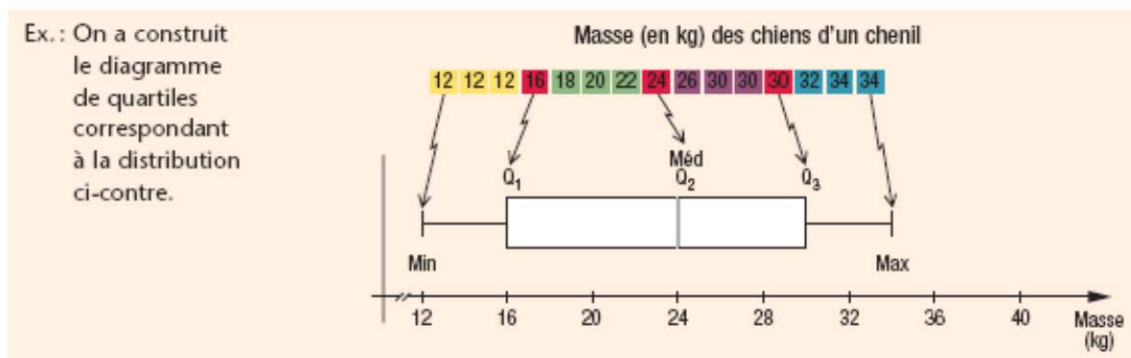 Ex. : On a construit
le diagramme
de quartiles
correspondant
à la distribution
ci-contre.
Masse (en kg) des chiens d'un chenil
12 12 12 16 18 20 22 24 26 30 30 30 32 34 34
Méd
Q₁ Q₂ Q₃
Min Max
12 16 20 24 28 32 36 40 Masse
(kg)